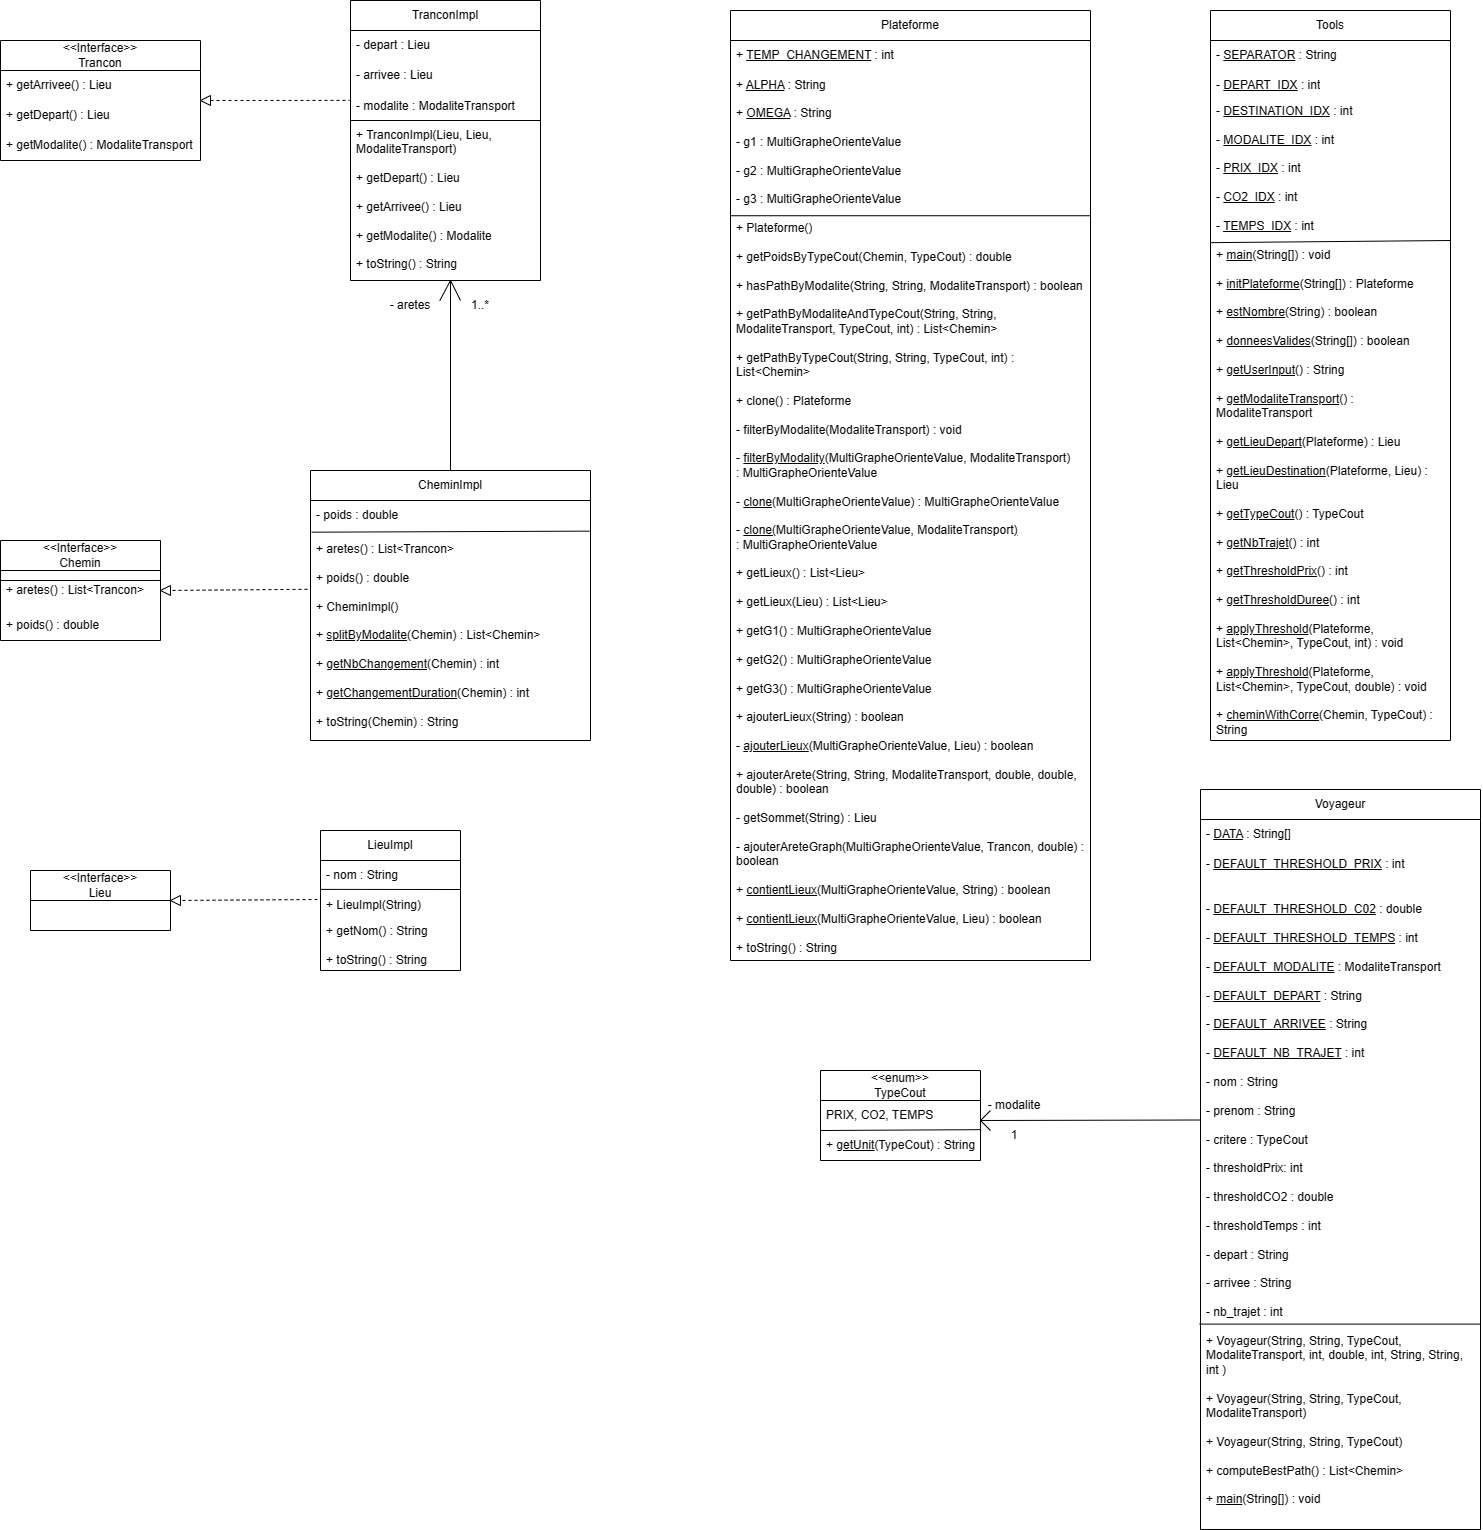 TranconImpl
- depart : Lieu
- arrivee : Lieu
- modalite : ModaliteTransport
+ TranconImpl(Lieu, Lieu,
ModaliteTransport)
+ getDepart() : Lieu
+ getArrivee() : Lieu
+ getModalite() : Modalite
+ toString() : String
<<Interface>>
Trancon
+ getArrivee() : Lieu
+ getDepart() : Lieu
+ getModalite() : ModaliteTransport
- aretes
1..*
CheminImpl
- poids : double
+ aretes() : List<Trancon>
+ poids() : double
+ CheminImpl()
+ splitByModalite(Chemin) : List<Chemin>
+ getNbChangement(Chemin) : int
+ getChangementDuration(Chemin) : int
+ toString(Chemin) : String
<<Interface>>
Chemin
+ aretes() : List<Trancon>
+ poids() : double
LieuImpl
- nom : String
+ LieuImpl(String)
+ getNom() : String
+ toString() : String
<<Interface>>
Lieu
Plateforme
+ TEMP_CHANGEMENT : int
+ ALPHA : String
+ OMEGA : String
- g1 : MultiGrapheOrienteValue
- g2 : MultiGrapheOrienteValue
- g3 : MultiGrapheOrienteValue
+ Plateforme()
+ getPoidsByTypeCout(Chemin, TypeCout) : double
+ hasPathByModalite(String, String, ModaliteTransport) : boolean
+ getPathByModaliteAndTypeCout(String, String,
ModaliteTransport, TypeCout, int) : List<Chemin>
+ getPathByTypeCout(String, String, TypeCout, int) :
List<Chemin>
+ clone() : Plateforme
- filterByModalite(ModaliteTransport) : void
- filterByModality(MultiGrapheOrienteValue, ModaliteTransport)
: MultiGrapheOrienteValue
- clone(MultiGrapheOrienteValue) : MultiGrapheOrienteValue
- clone(MultiGrapheOrienteValue, ModaliteTransport)
: MultiGrapheOrienteValue
+ getLieux() : List<Lieu>
+ getLieux(Lieu) : List<Lieu>
+ getG1() : MultiGrapheOrienteValue
+ getG2() : MultiGrapheOrienteValue
+ getG3() : MultiGrapheOrienteValue
+ ajouterLieux(String) : boolean
- ajouterLieux(MultiGrapheOrienteValue, Lieu) : boolean
+ ajouterArete(String, String, ModaliteTransport, double, double,
double) : boolean
- getSommet(String) : Lieu
- ajouterAreteGraph(MultiGrapheOrienteValue, Trancon, double) :
boolean
+ contientLieux(MultiGrapheOrienteValue, String) : boolean
+ contientLieux(MultiGrapheOrienteValue, Lieu) : boolean
+ toString() : String
Tools
- SEPARATOR : String
- DEPART_IDX : int
- DESTINATION_IDX : int
- MODALITE_IDX : int
- PRIX_IDX : int
- CO2_IDX : int
- TEMPS_IDX : int
+ main(String[]) : void
+ initPlateforme(String[]) : Plateforme
+ estNombre(String) : boolean
+ donneesValides(String[]) : boolean
+ getUserInput() : String
+ getModaliteTransport() :
ModaliteTransport
+ getLieuDepart(Plateforme) : Lieu
+ getLieuDestination(Plateforme, Lieu) :
Lieu
+ getTypeCout() : TypeCout
+ getNbTrajet() : int
+ getThresholdPrix() : int
+ getThresholdDuree() : int
+ applyThreshold(Plateforme,
List<Chemin>, TypeCout, int) : void
+ applyThreshold(Plateforme,
List<Chemin>, TypeCout, double) : void
+ cheminWithCorre(Chemin, TypeCout) :
String
<<enum>>
TypeCout
PRIX, CO2, TEMPS
+ getUnit(TypeCout) : String
- modalite
1
Voyageur
- DATA : String[]
- DEFAULT_THRESHOLD_PRIX : int
- DEFAULT_THRESHOLD_C02 : double
- DEFAULT_THRESHOLD_TEMPS : int
- DEFAULT_MODALITE : ModaliteTransport
- DEFAULT_DEPART : String
- DEFAULT_ARRIVEE : String
- DEFAULT_NB_TRAJET : int
- nom : String
- prenom : String
- critere : TypeCout
- thresholdPrix: int
- thresholdCO2 : double
- thresholdTemps : int
- depart : String
- arrivee : String
- nb_trajet : int
+ Voyageur(String, String, TypeCout,
ModaliteTransport, int, double, int, String, String,
int )
+ Voyageur(String, String, TypeCout,
ModaliteTransport)
+ Voyageur(String, String, TypeCout)
+ computeBestPath() : List<Chemin>
+ main(String[]) : void